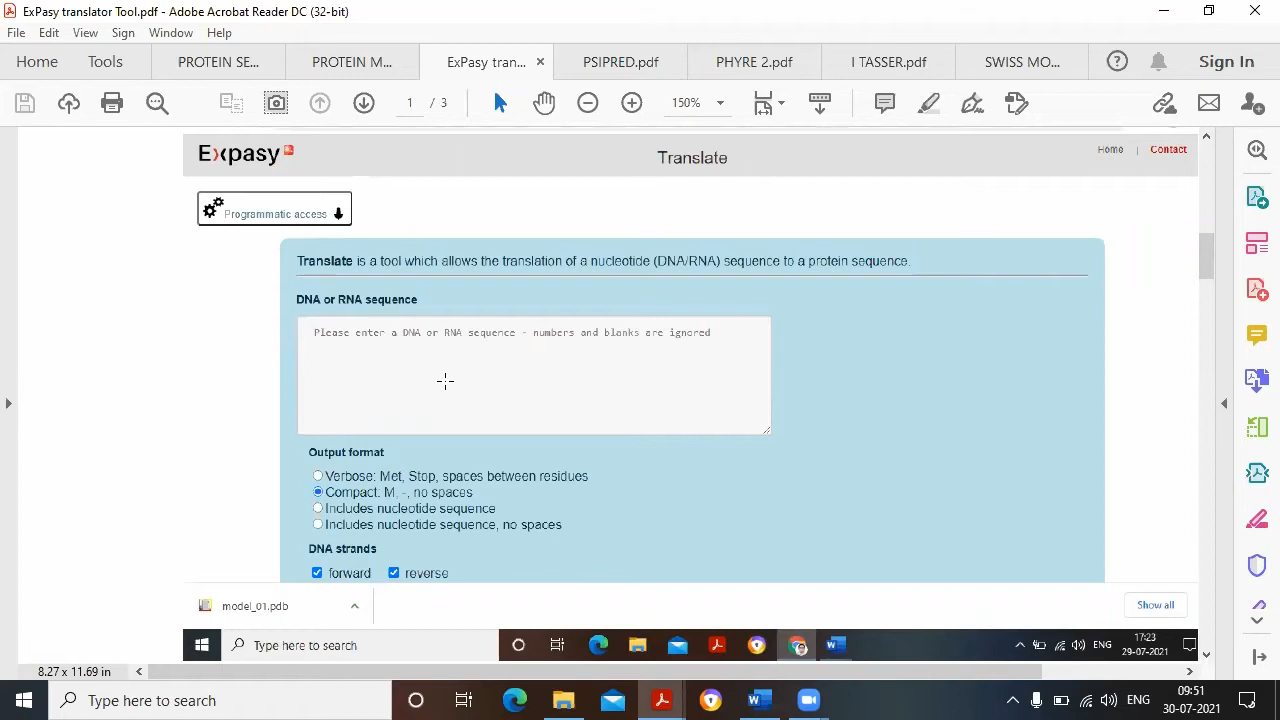 ExPasy translator Tool.pdf - Adobe Acrobat Reader DC (32-bit)
File Edit View Sign Window Help
Home Tools PROTEIN SE... PROTEIN M... ExPasy tran... × PSIPRED.pdf PHYRE 2.pdf I TASSER.pdf SWISS MO... Sign In
1 / 3 150%
Expasy Translate Home | Contact
Programmatic access
Translate is a tool which allows the translation of a nucleotide (DNA/RNA) sequence to a protein sequence.
DNA or RNA sequence
Please enter a DNA or RNA sequence - numbers and blanks are ignored
Output format
Verbose: Met, Stop, spaces between residues
Compact: M, -, no spaces
Includes nucleotide sequence
Includes nucleotide sequence, no spaces
DNA strands
forward reverse
model_01.pdb Show all
Type here to search ENG 17:23
29-07-2021
8.27 x 11.69 in
Type here to search ENG 09:51
30-07-2021